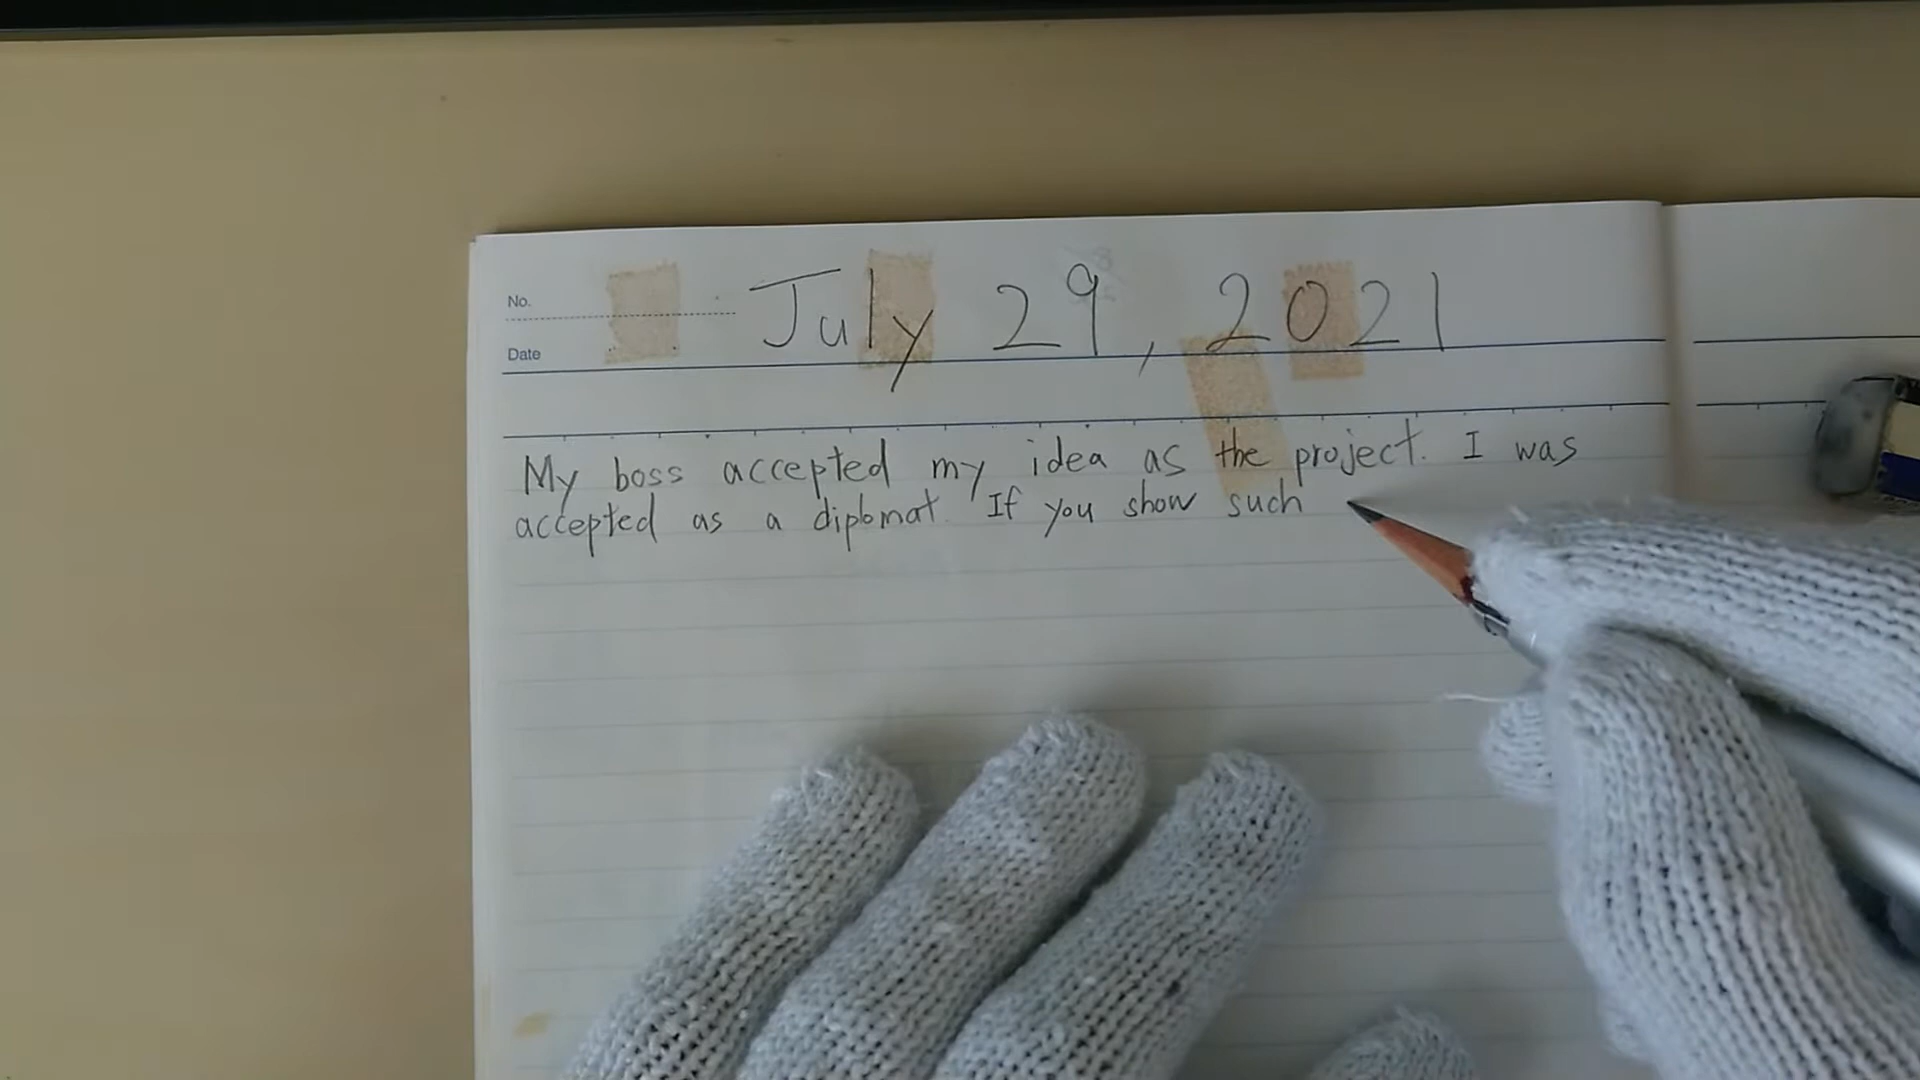 No.
July 29, 2021
Date
My boss accepted my idea as the project. I was
accepted as a diplomat. If you show such